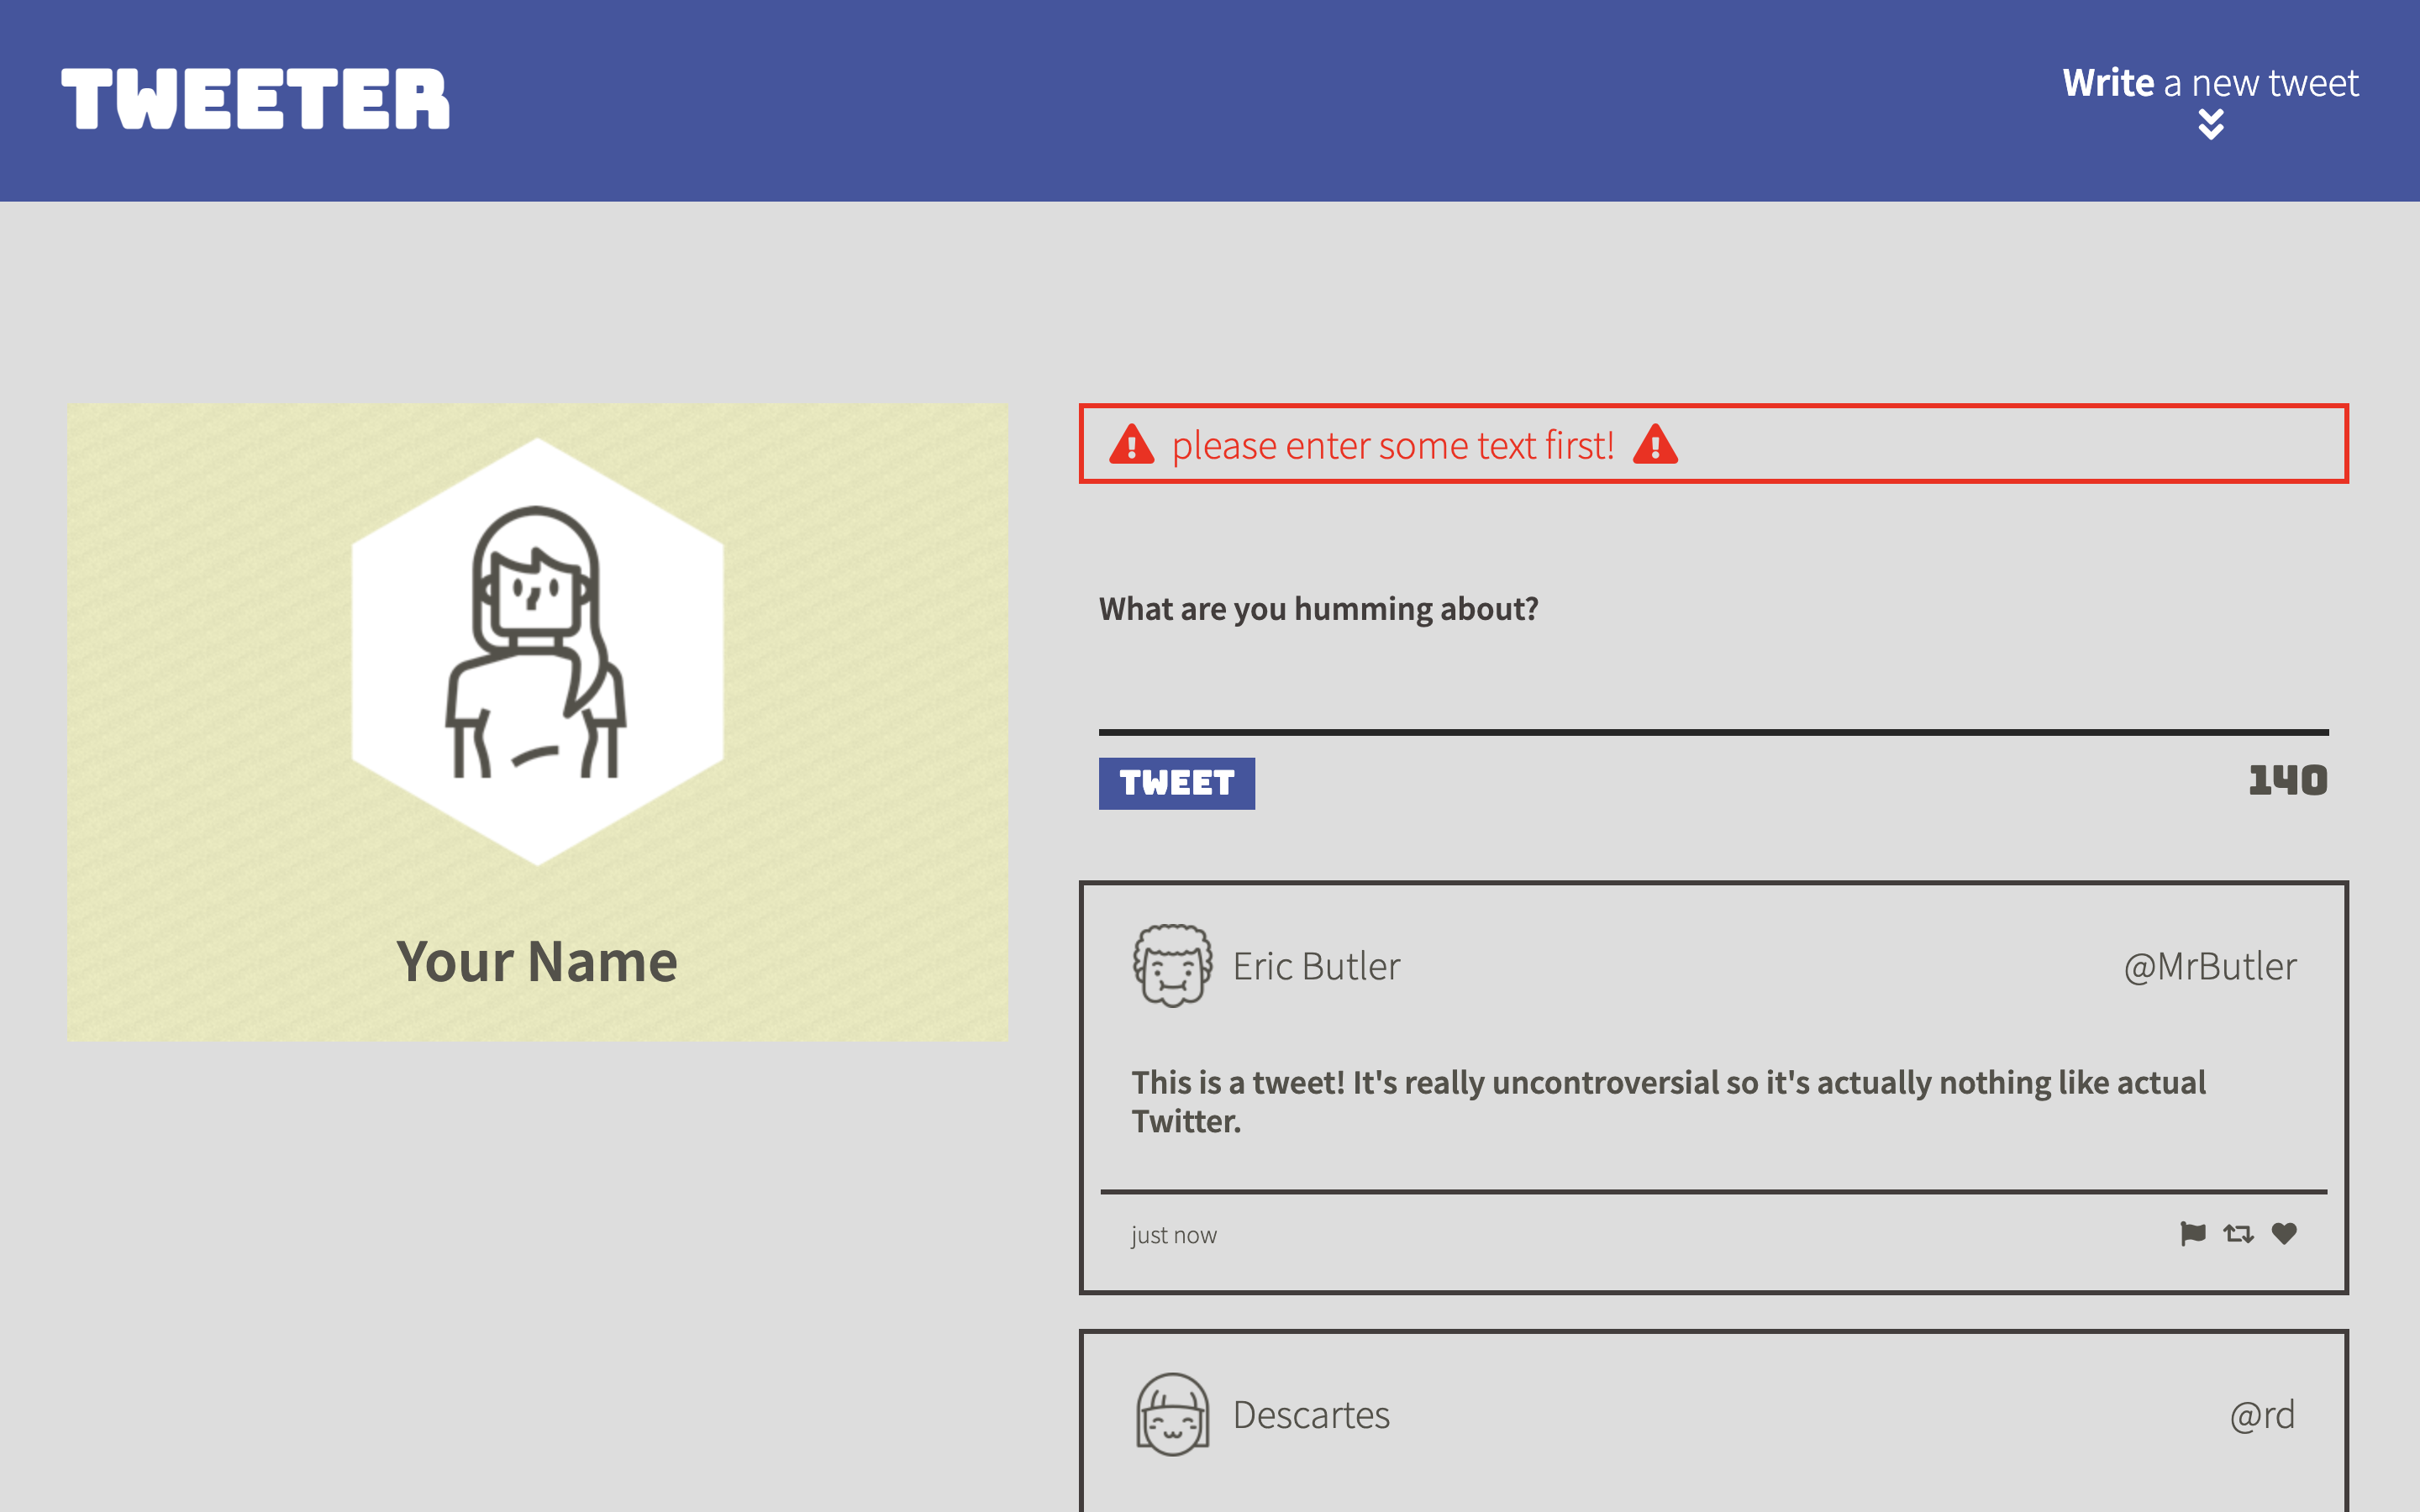 TWEETER
Write a new tweet
Your Name
please enter some text first!
What are you humming about?
TWEET
140
Eric Butler
@MrButler
This is a tweet! It's really uncontroversial so it's actually nothing like actual
Twitter.
just now
Descartes
@rd